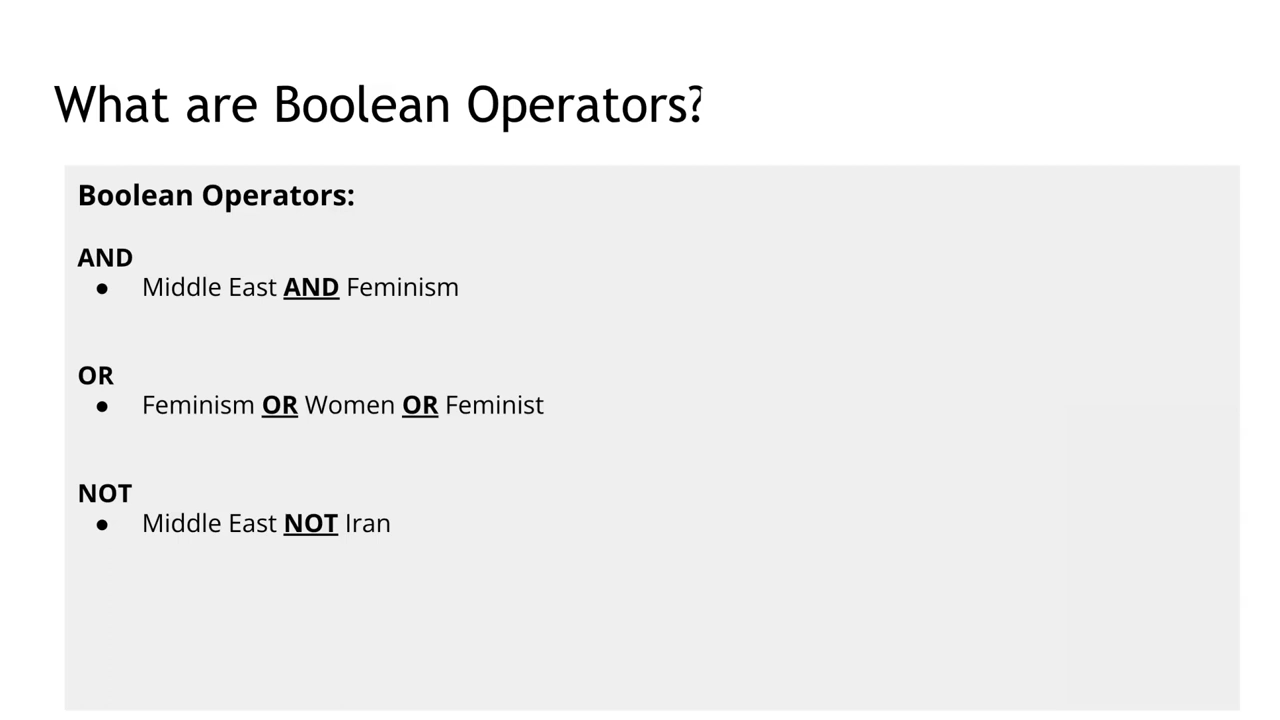 What are Boolean Operators?
Boolean Operators:
AND
● Middle East AND Feminism
OR
● Feminism OR Women OR Feminist
NOT
● Middle East NOT Iran